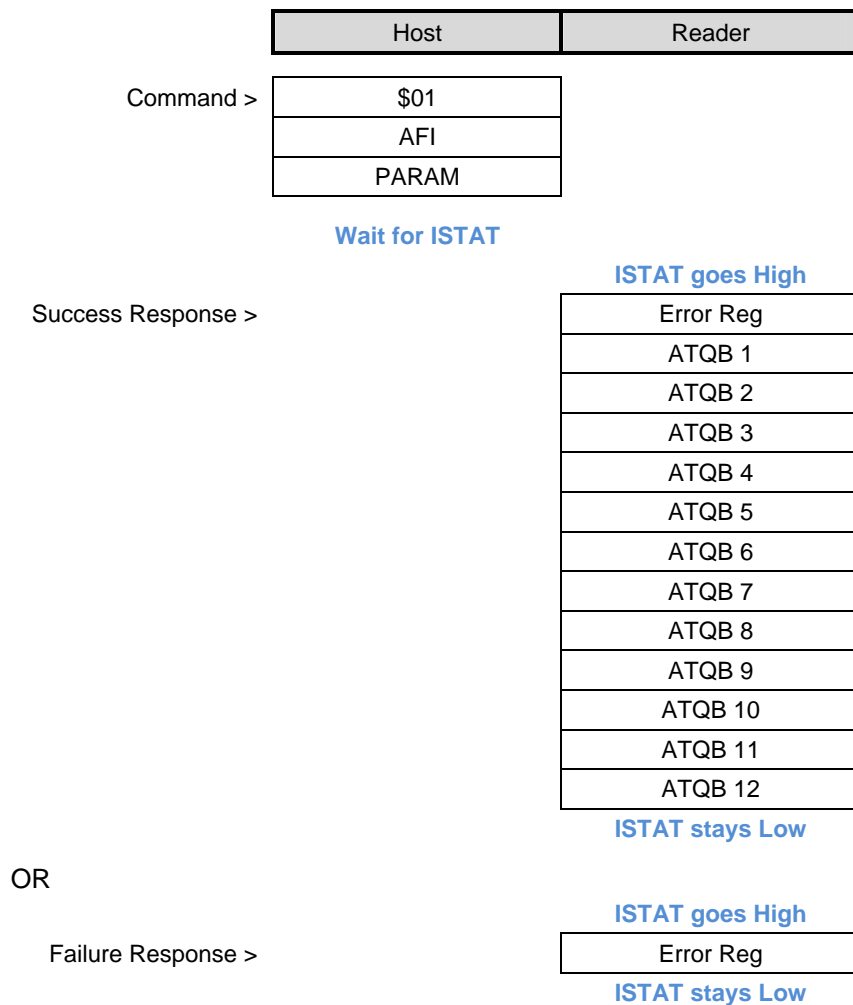 Host Reader
Command > $01
AFI
PARAM
Wait for ISTAT
ISTAT goes High
Success Response > Error Reg
ATQB 1
ATQB 2
ATQB 3
ATQB 4
ATQB 5
ATQB 6
ATQB 7
ATQB 8
ATQB 9
ATQB 10
ATQB 11
ATQB 12
ISTAT stays Low
OR
ISTAT goes High
Failure Response > Error Reg
ISTAT stays Low